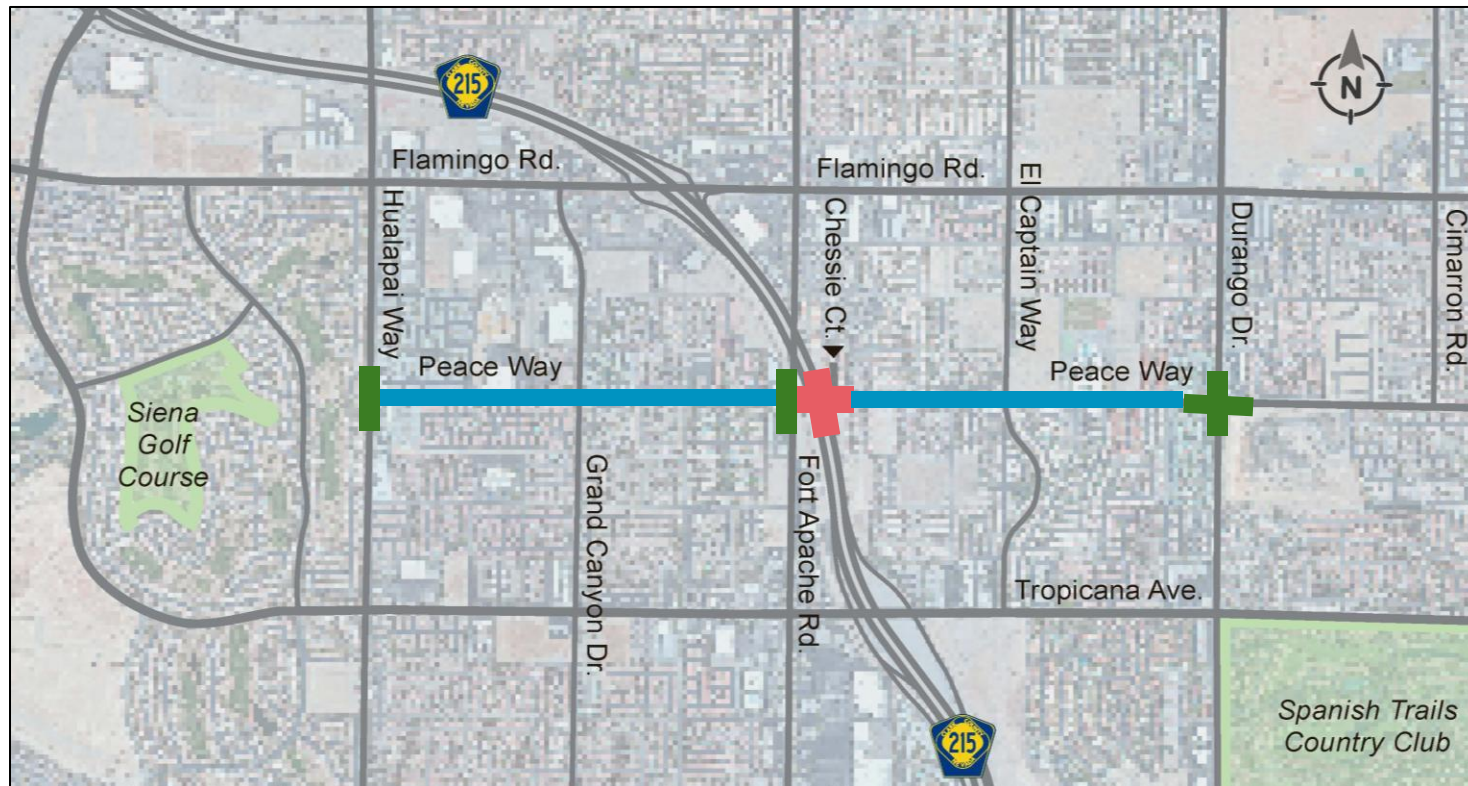 215
N
Flamingo Rd.
Flamingo Rd.
Hualapai Way
Chessie Ct.
El Captain Way
Durango Dr.
Cimarron Rd.
Peace Way
Peace Way
Siena
Golf
Course
Grand Canyon Dr.
Fort Apache Rd.
Tropicana Ave.
Spanish Trails
Country Club
215